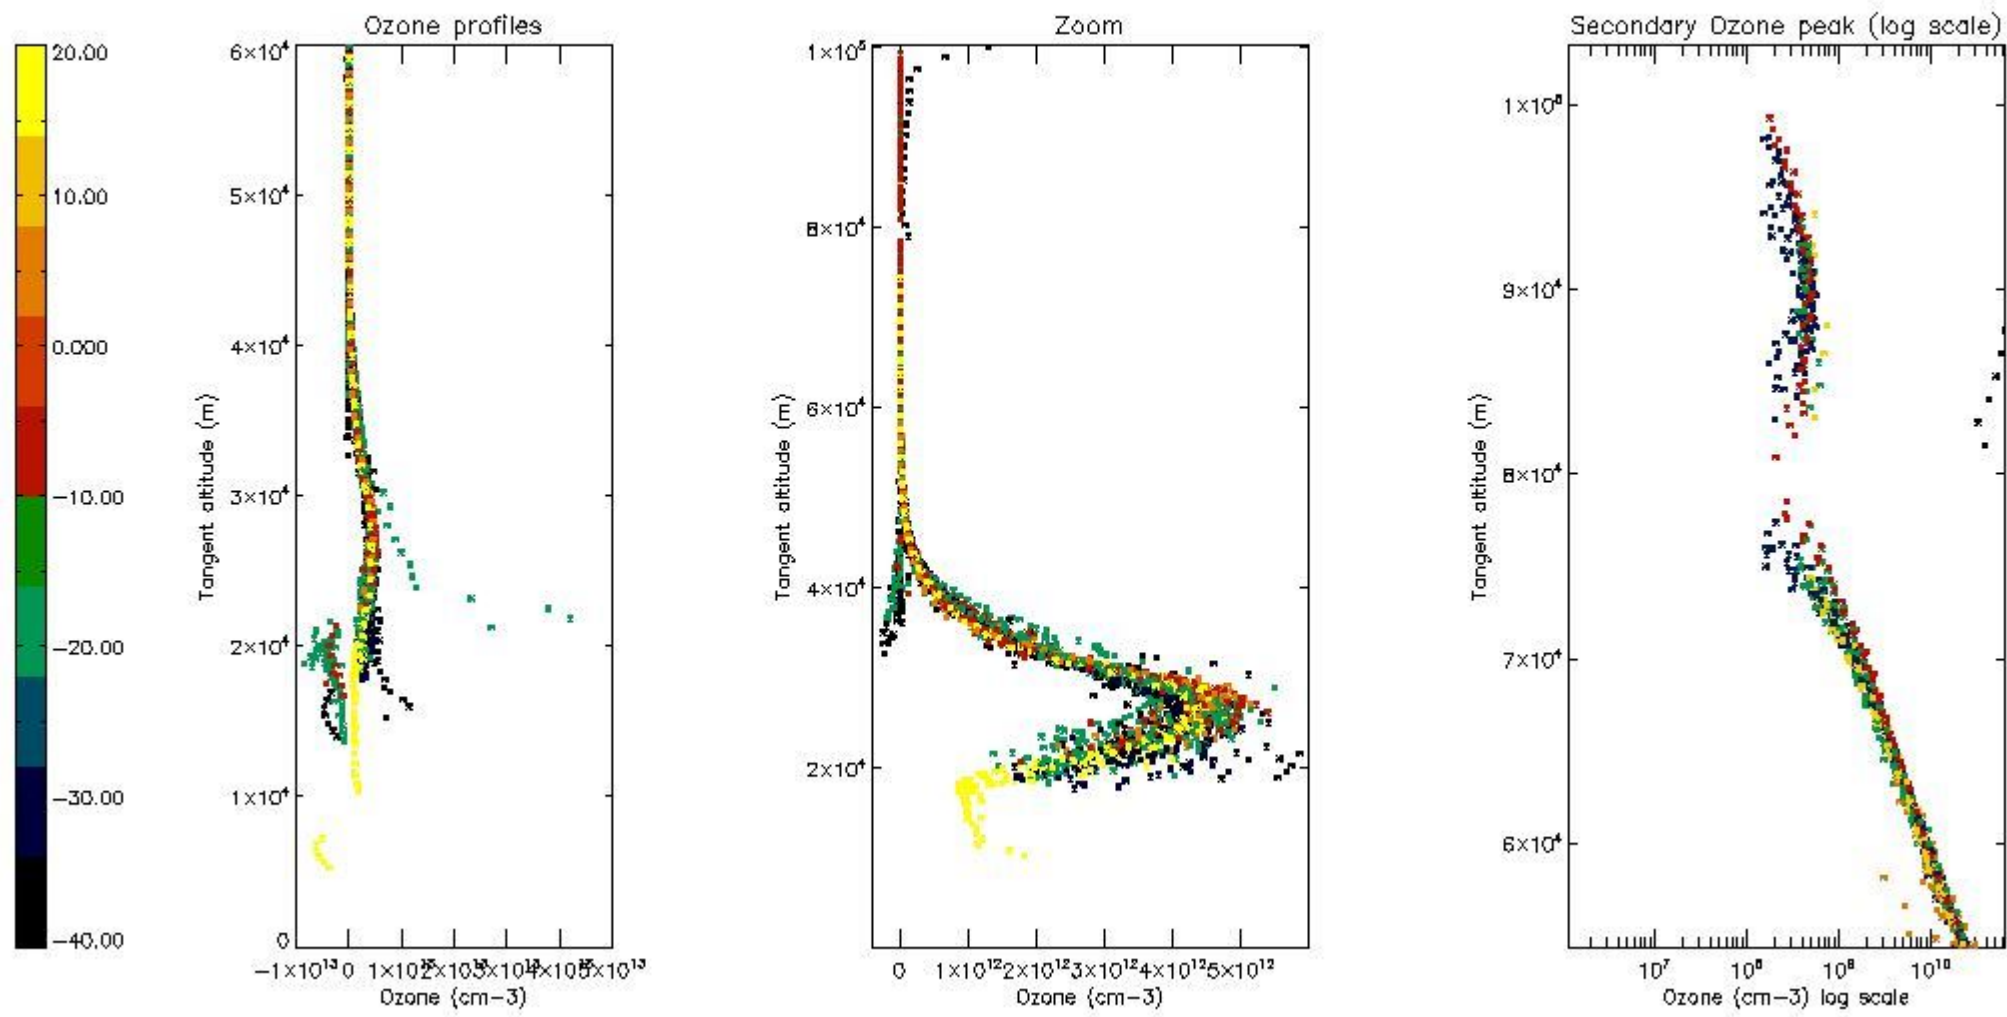 Ozone profiles
Zoom
Secondary Ozone peak (log scale)
20.00
10.00
0.000
−10.00
−20.00
−30.00
−40.00
6×10⁴
5×10⁴
4×10⁴
3×10⁴
2×10⁴
1×10⁴
0
Tangent altitude (m)
−1×10¹³ 0
5×10¹³
Ozone (cm−3)
1×10⁵
8×10⁴
6×10⁴
4×10⁴
2×10⁴
Tangent altitude (m)
0 1×10¹² 2×10¹² 3×10¹² 4×10¹² 5×10¹²
Ozone (cm−3)
9×10⁴
8×10⁴
7×10⁴
6×10⁴
Tangent altitude (m)
10⁷ 10⁸ 10⁹ 10¹⁰
Ozone (cm−3) log scale